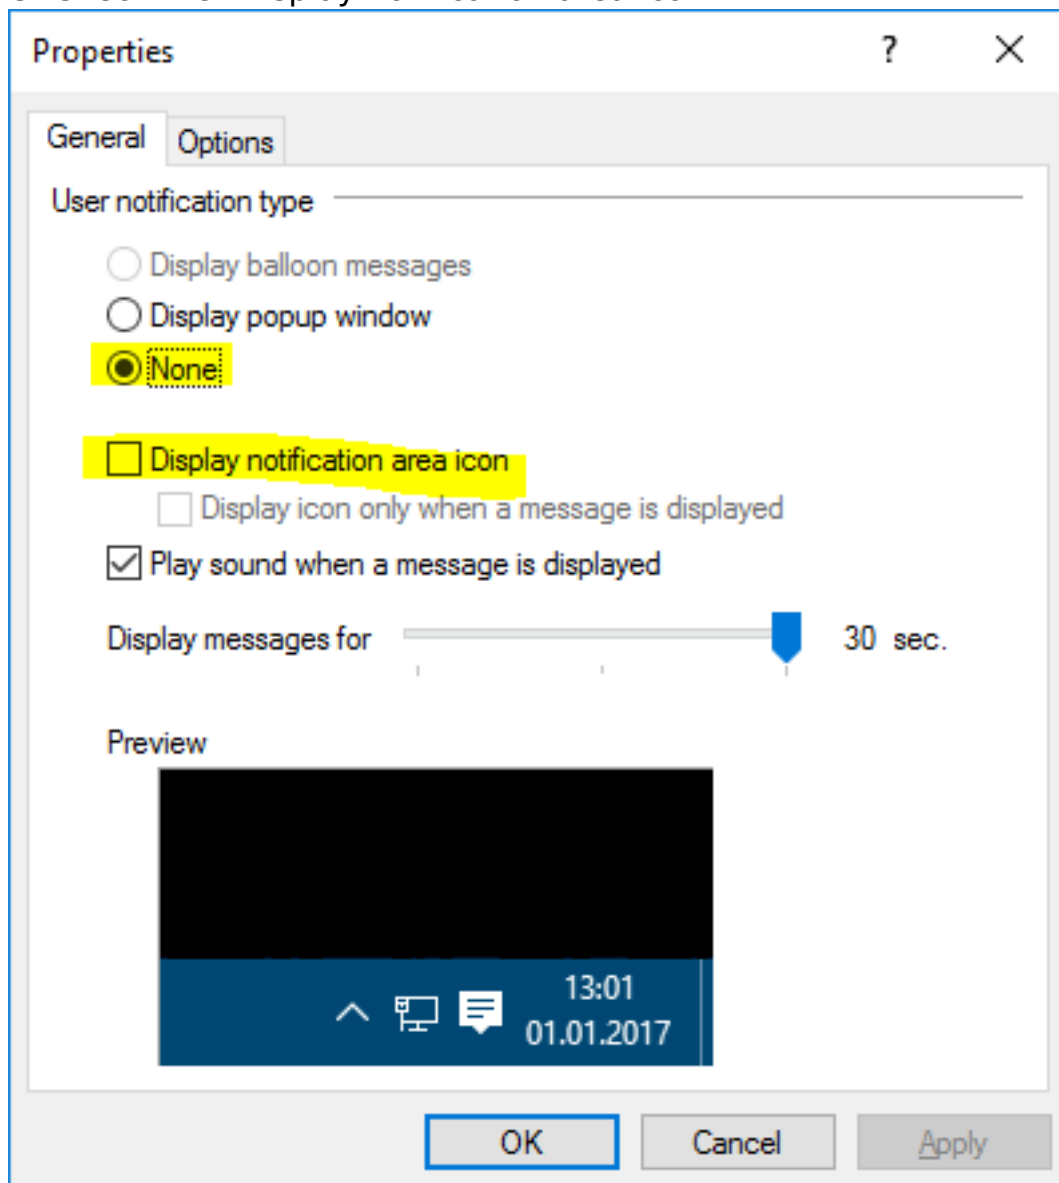 Properties
General Options
User notification type
Display balloon messages
Display popup window
None
Display notification area icon
Display icon only when a message is displayed
Play sound when a message is displayed
Display messages for 30 sec.
Preview
13:01
01.01.2017
OK Cancel Apply